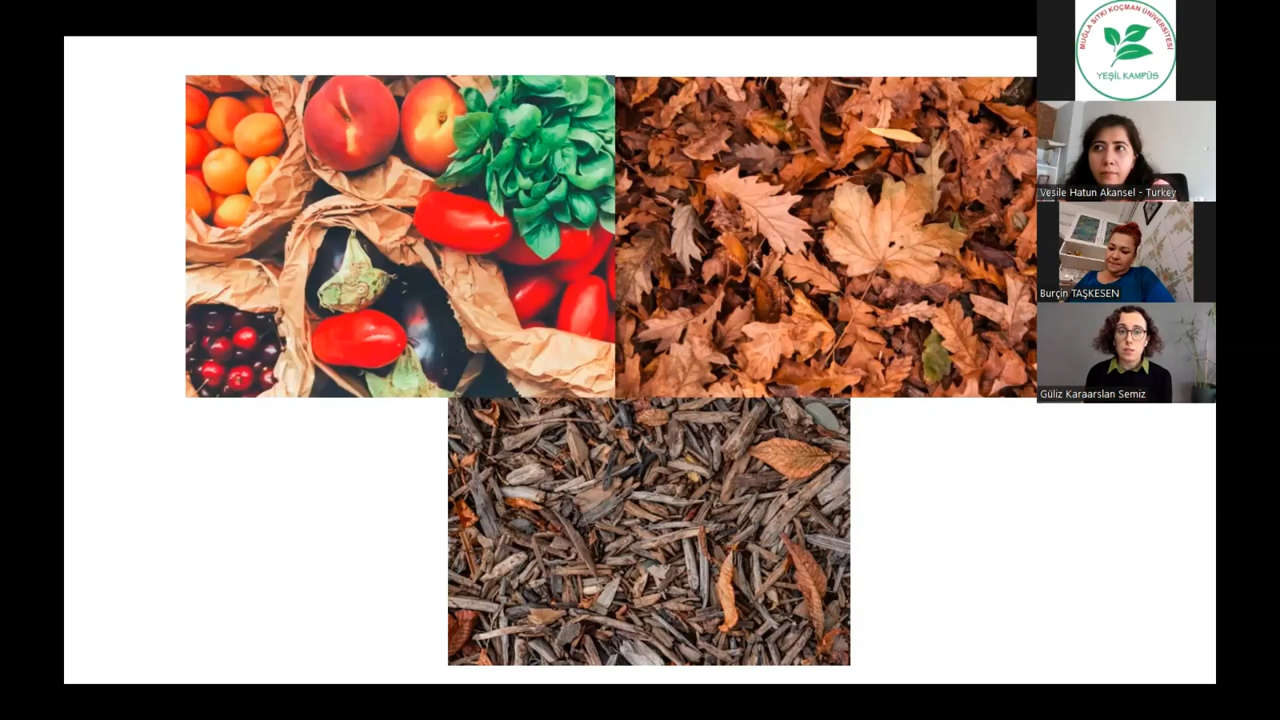 MUĞLA SITKI KOÇMAN ÜNİVERSİTESİ
YEŞİL KAMPÜS
Vesile Hatun Akansel - Turkey
Burçin TAŞKESEN
Güliz Karaarslan Semiz